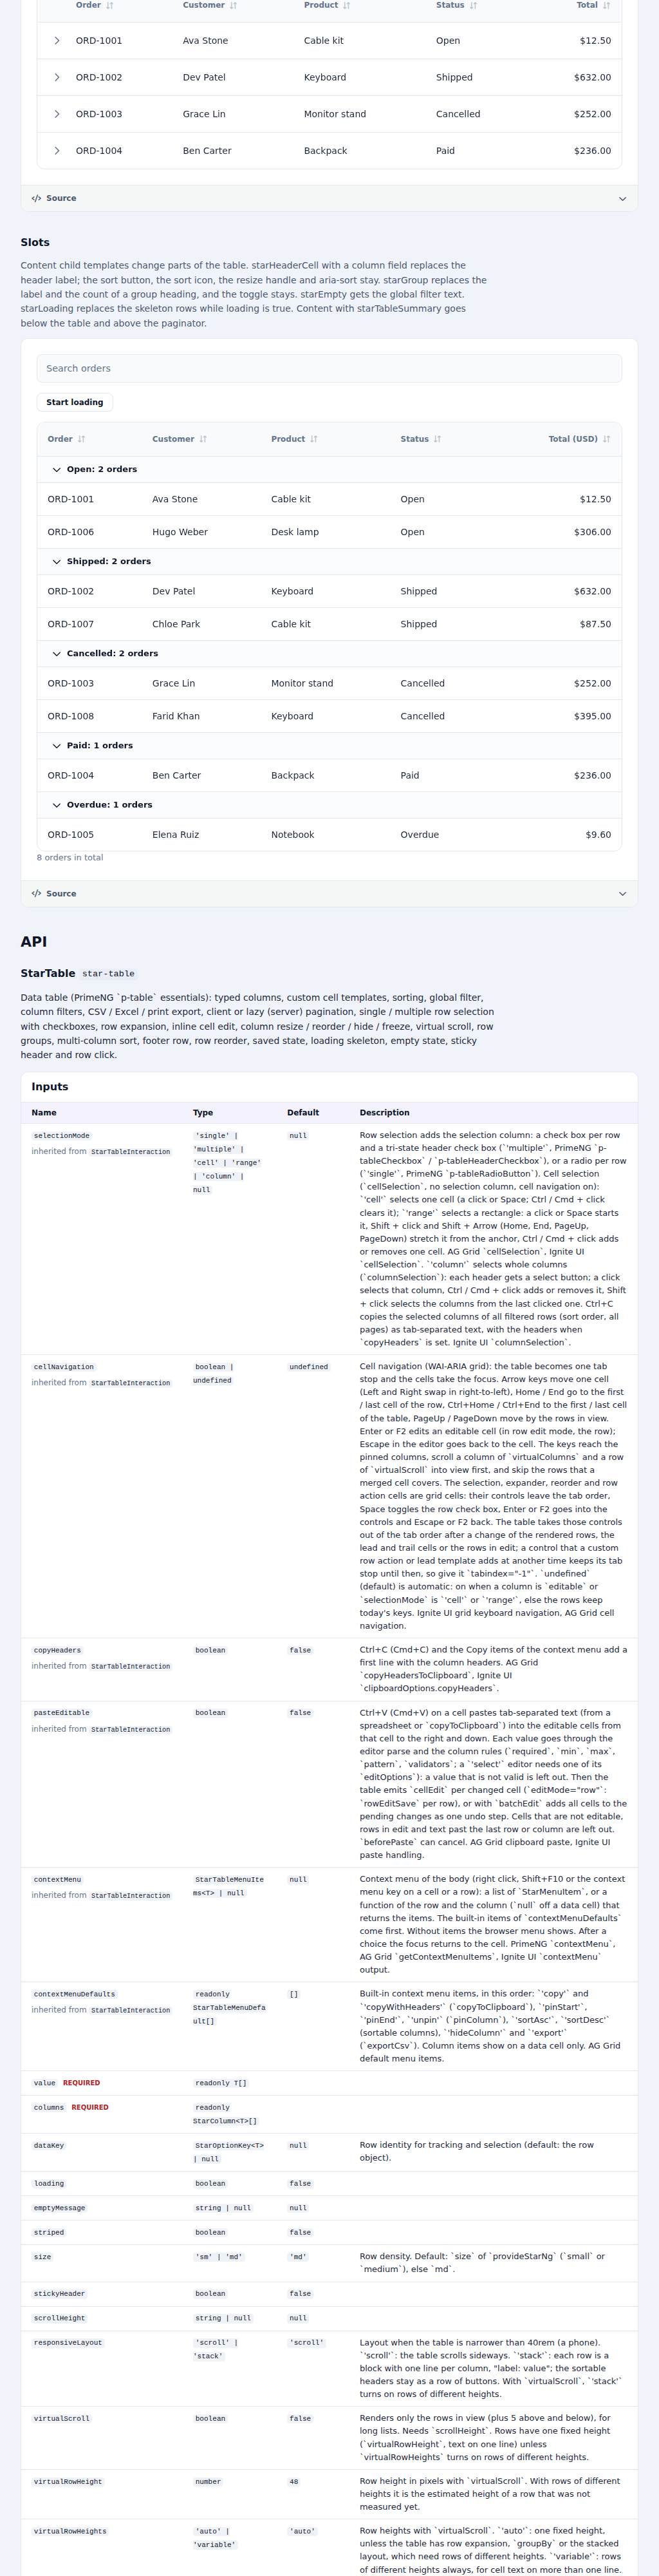 Order Customer Product Status Total
ORD-1001 Ava Stone Cable kit Open $12.50
ORD-1002 Dev Patel Keyboard Shipped $632.00
ORD-1003 Grace Lin Monitor stand Cancelled $252.00
ORD-1004 Ben Carter Backpack Paid $236.00
Source
Slots
Content child templates change parts of the table. starHeaderCell with a column field replaces the
header label; the sort button, the sort icon, the resize handle and aria-sort stay. starGroup replaces the
label and the count of a group heading, and the toggle stays. starEmpty gets the global filter text.
starLoading replaces the skeleton rows while loading is true. Content with starTableSummary goes
below the table and above the paginator.
Search orders
Start loading
Order Customer Product Status Total (USD)
Open: 2 orders
ORD-1001 Ava Stone Cable kit Open $12.50
ORD-1006 Hugo Weber Desk lamp Open $306.00
Shipped: 2 orders
ORD-1002 Dev Patel Keyboard Shipped $632.00
ORD-1007 Chloe Park Cable kit Shipped $87.50
Cancelled: 2 orders
ORD-1003 Grace Lin Monitor stand Cancelled $252.00
ORD-1008 Farid Khan Keyboard Cancelled $395.00
Paid: 1 orders
ORD-1004 Ben Carter Backpack Paid $236.00
Overdue: 1 orders
ORD-1005 Elena Ruiz Notebook Overdue $9.60
8 orders in total
Source
API
StarTable star-table
Data table (PrimeNG `p-table` essentials): typed columns, custom cell templates, sorting, global filter,
column filters, CSV / Excel / print export, client or lazy (server) pagination, single / multiple row selection
with checkboxes, row expansion, inline cell edit, column resize / reorder / hide / freeze, virtual scroll, row
groups, multi-column sort, footer row, row reorder, saved state, loading skeleton, empty state, sticky
header and row click.
Inputs
Name Type Default Description
selectionMode
inherited from StarTableInteraction
'single' |
'multiple' |
'cell' | 'range'
| 'column' |
null
null
Row selection adds the selection column: a check box per row
and a tri-state header check box (`'multiple'`, PrimeNG `p-
tableCheckbox` / `p-tableHeaderCheckbox`), or a radio per row
(`'single'`, PrimeNG `p-tableRadioButton`). Cell selection
(`cellSelection`, no selection column, cell navigation on):
`'cell'` selects one cell (a click or Space; Ctrl / Cmd + click
clears it); `'range'` selects a rectangle: a click or Space starts
it, Shift + click and Shift + Arrow (Home, End, PageUp,
PageDown) stretch it from the anchor, Ctrl / Cmd + click adds
or removes one cell. AG Grid `cellSelection`, Ignite UI
`cellSelection`. `'column'` selects whole columns
(`columnSelection`): each header gets a select button; a click
selects that column, Ctrl / Cmd + click adds or removes it, Shift
+ click selects the columns from the last clicked one. Ctrl+C
copies the selected columns of all filtered rows (sort order, all
pages) as tab-separated text, with the headers when
`copyHeaders` is set. Ignite UI `columnSelection`.
cellNavigation
inherited from StarTableInteraction
boolean |
undefined
undefined
Cell navigation (WAI-ARIA grid): the table becomes one tab
stop and the cells take the focus. Arrow keys move one cell
(Left and Right swap in right-to-left), Home / End go to the first
/ last cell of the row, Ctrl+Home / Ctrl+End to the first / last cell
of the table, PageUp / PageDown move by the rows in view.
Enter or F2 edits an editable cell (in row edit mode, the row);
Escape in the editor goes back to the cell. The keys reach the
pinned columns, scroll a column of `virtualColumns` and a row
of `virtualScroll` into view first, and skip the rows that a
merged cell covers. The selection, expander, reorder and row
action cells are grid cells: their controls leave the tab order,
Space toggles the row check box, Enter or F2 goes into the
controls and Escape or F2 back. The table takes those controls
out of the tab order after a change of the rendered rows, the
lead and trail cells or the rows in edit; a control that a custom
row action or lead template adds at another time keeps its tab
stop until then, so give it `tabindex="-1"`. `undefined`
(default) is automatic: on when a column is `editable` or
`selectionMode` is `'cell'` or `'range'`, else the rows keep
today's keys. Ignite UI grid keyboard navigation, AG Grid cell
navigation.
copyHeaders
inherited from StarTableInteraction
boolean
false
Ctrl+C (Cmd+C) and the Copy items of the context menu add a
first line with the column headers. AG Grid
`copyHeadersToClipboard`, Ignite UI
`clipboardOptions.copyHeaders`.
pasteEditable
inherited from StarTableInteraction
boolean
false
Ctrl+V (Cmd+V) on a cell pastes tab-separated text (from a
spreadsheet or `copyToClipboard`) into the editable cells from
that cell to the right and down. Each value goes through the
editor parse and the column rules (`required`, `min`, `max`,
`pattern`, `validators`; a `'select'` editor needs one of its
`editOptions`): a value that is not valid is left out. Then the
table emits `cellEdit` per changed cell (`editMode="row"`:
`rowEditSave` per row), or with `batchEdit` adds all cells to the
pending changes as one undo step. Cells that are not editable,
rows in edit and text past the last row or column are left out.
`beforePaste` can cancel. AG Grid clipboard paste, Ignite UI
paste handling.
contextMenu
inherited from StarTableInteraction
StarTableMenuIte
ms<T> | null
null
Context menu of the body (right click, Shift+F10 or the context
menu key on a cell or a row): a list of `StarMenuItem`, or a
function of the row and the column (`null` off a data cell) that
returns the items. The built-in items of `contextMenuDefaults`
come first. Without items the browser menu shows. After a
choice the focus returns to the cell. PrimeNG `contextMenu`,
AG Grid `getContextMenuItems`, Ignite UI `contextMenu`
output.
contextMenuDefaults
inherited from StarTableInteraction
readonly
StarTableMenuDefa
ult[]
[]
Built-in context menu items, in this order: `'copy'` and
`'copyWithHeaders'` (`copyToClipboard`), `'pinStart'`,
`'pinEnd'`, `'unpin'` (`pinColumn`), `'sortAsc'`, `'sortDesc'`
(sortable columns), `'hideColumn'` and `'export'`
(`exportCsv`). Column items show on a data cell only. AG Grid
default menu items.
value REQUIRED readonly T[]
columns REQUIRED
readonly
StarColumn<T>[]
dataKey
StarOptionKey<T>
| null
null
Row identity for tracking and selection (default: the row
object).
loading boolean false
emptyMessage string | null null
striped boolean false
size 'sm' | 'md' 'md'
Row density. Default: `size` of `provideStarNg` (`small` or
`medium`), else `md`.
stickyHeader boolean false
scrollHeight string | null null
responsiveLayout
'scroll' |
'stack'
'scroll'
Layout when the table is narrower than 40rem (a phone).
`'scroll'`: the table scrolls sideways. `'stack'`: each row is a
block with one line per column, "label: value"; the sortable
headers stay as a row of buttons. With `virtualScroll`, `'stack'`
turns on rows of different heights.
virtualScroll boolean false
Renders only the rows in view (plus 5 above and below), for
long lists. Needs `scrollHeight`. Rows have one fixed height
(`virtualRowHeight`, text on one line) unless
`virtualRowHeights` turns on rows of different heights.
virtualRowHeight number 48
Row height in pixels with `virtualScroll`. With rows of different
heights it is the estimated height of a row that was not
measured yet.
virtualRowHeights
'auto' |
'variable'
'auto'
Row heights with `virtualScroll`. `'auto'`: one fixed height,
unless the table has row expansion, `groupBy` or the stacked
layout, which need rows of different heights. `'variable'`: rows
of different heights always, for cell text on more than one line.